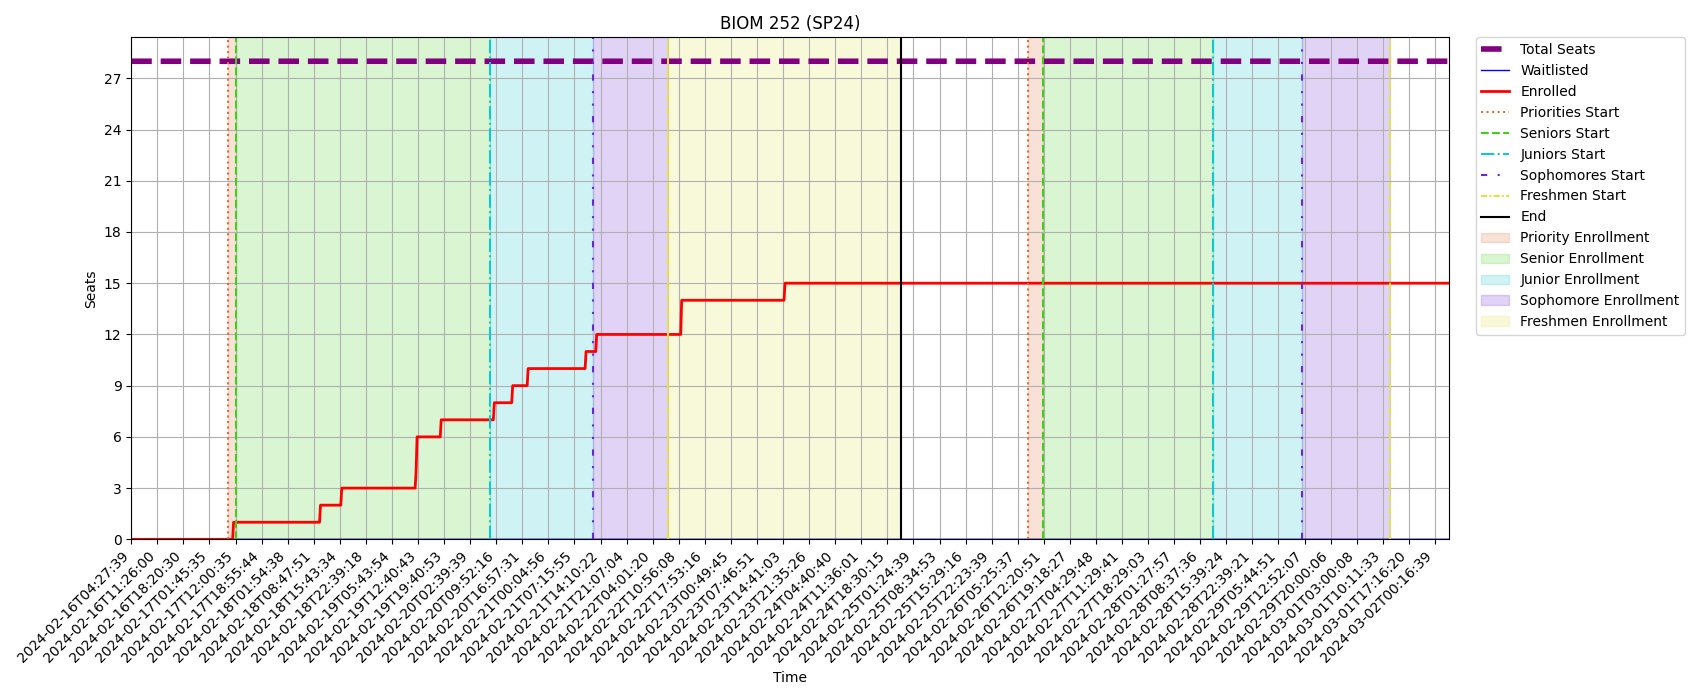 BIOM 252 (SP24)
Seats
27
24
21
18
15
12
9
6
3
0
2024-02-16T04:27:39
2024-02-16T11:26:00
2024-02-16T18:20:30
2024-02-17T01:45:35
2024-02-17T12:00:35
2024-02-17T18:55:44
2024-02-18T01:54:38
2024-02-18T08:47:51
2024-02-18T15:43:34
2024-02-18T22:39:18
2024-02-19T05:43:54
2024-02-19T12:40:43
2024-02-19T19:40:53
2024-02-20T02:39:39
2024-02-20T09:52:16
2024-02-20T16:57:31
2024-02-21T00:04:56
2024-02-21T07:15:55
2024-02-21T14:10:22
2024-02-21T21:07:04
2024-02-22T04:01:20
2024-02-22T10:56:08
2024-02-22T17:53:16
2024-02-23T00:49:45
2024-02-23T07:46:51
2024-02-23T14:41:03
2024-02-23T21:35:26
2024-02-24T04:40:40
2024-02-24T11:36:01
2024-02-24T18:30:15
2024-02-25T01:24:39
2024-02-25T08:34:53
2024-02-25T15:29:16
2024-02-25T22:23:39
2024-02-26T05:25:37
2024-02-26T12:20:51
2024-02-26T19:18:27
2024-02-27T04:29:48
2024-02-27T11:29:41
2024-02-27T18:29:03
2024-02-28T01:27:57
2024-02-28T08:37:36
2024-02-28T15:39:24
2024-02-28T22:39:21
2024-02-29T05:44:51
2024-02-29T12:52:07
2024-02-29T20:00:06
2024-03-01T03:00:08
2024-03-01T10:11:33
2024-03-01T17:16:20
2024-03-02T00:16:39
Time
Total Seats
Waitlisted
Enrolled
Priorities Start
Seniors Start
Juniors Start
Sophomores Start
Freshmen Start
End
Priority Enrollment
Senior Enrollment
Junior Enrollment
Sophomore Enrollment
Freshmen Enrollment